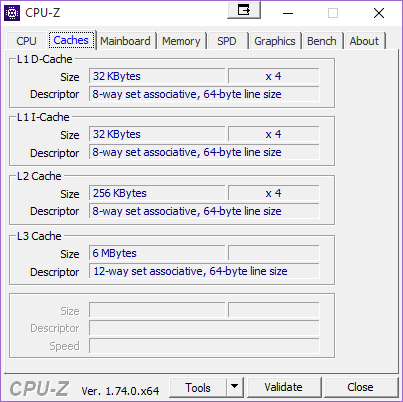 CPU-Z
CPU Caches Mainboard Memory SPD Graphics Bench About
L1 D-Cache
Size 32 KBytes x 4
Descriptor 8-way set associative, 64-byte line size
L1 I-Cache
Size 32 KBytes x 4
Descriptor 8-way set associative, 64-byte line size
L2 Cache
Size 256 KBytes x 4
Descriptor 8-way set associative, 64-byte line size
L3 Cache
Size 6 MBytes
Descriptor 12-way set associative, 64-byte line size
Size
Descriptor
Speed
CPU-Z Ver. 1.74.0.x64 Tools Validate Close